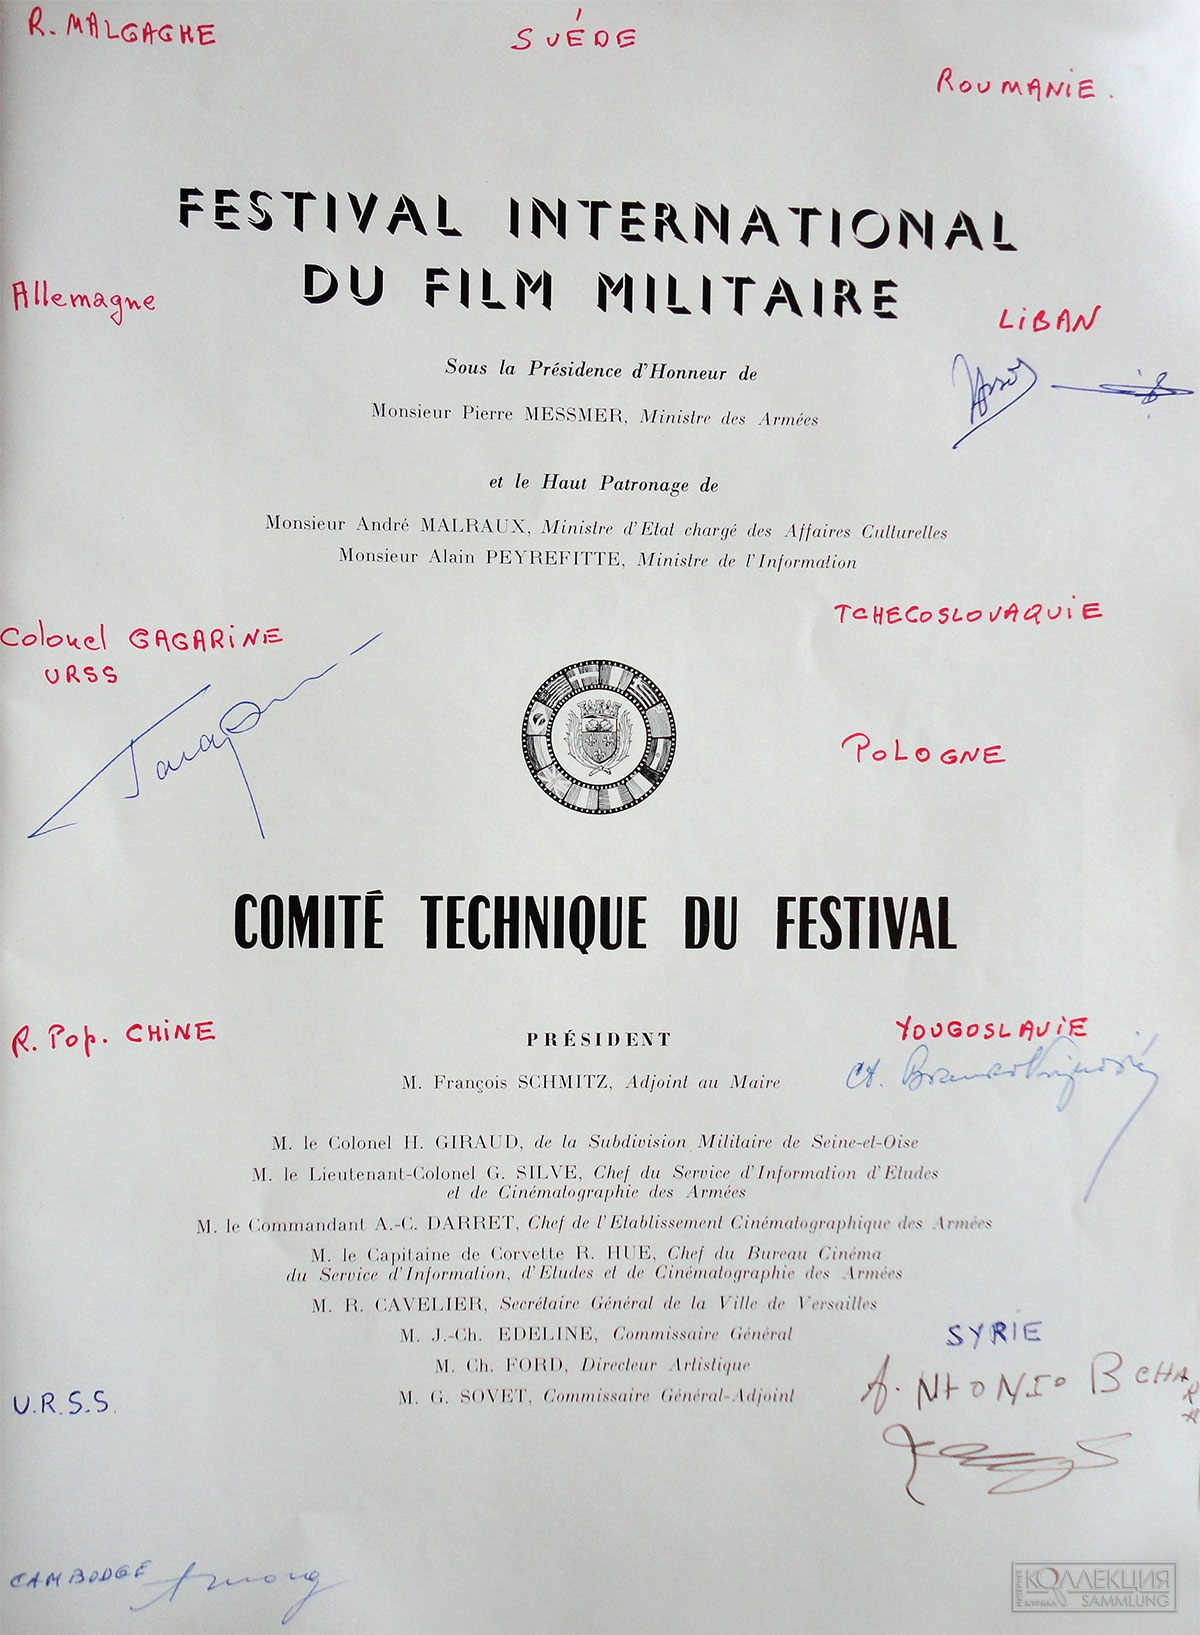 R. MALGACHE
SUÉDE
ROUMANIE.
FESTIVAL INTERNATIONAL
DU FILM MILITAIRE
Allemagne
LIBAN
Sous la Présidence d'Honneur de
Monsieur Pierre MESSMER, Ministre des Armées
et le Haut Patronage de
Monsieur André MALRAUX, Ministre d'Etat chargé des Affaires Culturelles
Monsieur Alain PEYREFITTE, Ministre de l'Information
TCHECOSLOVAQUIE
Colonel GAGARINE
URSS
POLOGNE
COMITÉ TECHNIQUE DU FESTIVAL
R. Pop. CHINE
YOUGOSLAVIE
PRÉSIDENT
M. François SCHMITZ, Adjoint au Maire
M. le Colonel H. GIRAUD, de la Subdivision Militaire de Seine-et-Oise
M. le Lieutenant-Colonel G. SILVE, Chef du Service d'Information d'Etudes
et de Cinématographie des Armées
M. le Commandant A.-C. DARRET, Chef de l'Etablissement Cinématographique des Armées
M. le Capitaine de Corvette R. HUE, Chef du Bureau Cinéma
du Service d'Information, d'Etudes et de Cinématographie des Armées
M. R. CAVELIER, Secrétaire Général de la Ville de Versailles
M. J.-Ch. EDELINE, Commissaire Général
SYRIE
M. Ch. FORD, Directeur Artistique
M. G. SOVET, Commissaire Général-Adjoint
A. NTONIO BCHARA
U.R.S.S.
CAMBODGE
ИНТЕРНЕТ ЖУРНАЛ
КОЛЛЕКЦИЯ
SAMMLUNG